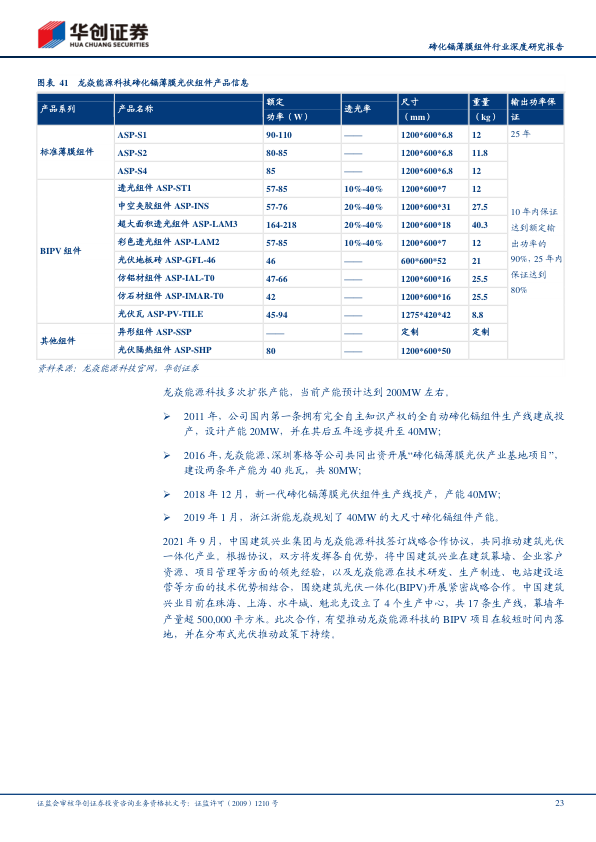 华创证券
HUA CHUANG SECURITIES
碲化镉薄膜组件行业深度研究报告
图表 41 龙焱能源科技碲化镉薄膜光伏组件产品信息
产品系列 产品名称 额定功率（W） 透光率 尺寸（mm） 重量（kg） 输出功率保证
标准薄膜组件 ASP-S1 90-110 —— 1200*600*6.8 12 25 年
ASP-S2 80-85 —— 1200*600*6.8 11.8
ASP-S4 85 —— 1200*600*6.8 12
BIPV 组件 透光组件 ASP-ST1 57-85 10%-40% 1200*600*7 12
中空夹胶组件 ASP-INS 57-76 20%-40% 1200*600*31 27.5
超大面积透光组件 ASP-LAM3 164-218 20%-40% 1200*600*18 40.3
彩色透光组件 ASP-LAM2 57-85 10%-40% 1200*600*7 12
光伏地板砖 ASP-GFL-46 46 —— 600*600*52 21
仿铝材组件 ASP-IAL-T0 47-66 —— 1200*600*16 25.5
仿石材组件 ASP-IMAR-T0 42 —— 1200*600*16 25.5
光伏瓦 ASP-PV-TILE 45-94 —— 1275*420*42 8.8
其他组件 异形组件 ASP-SSP —— —— 定制 定制
光伏隔热组件 ASP-SHP 80 —— 1200*600*50
10 年内保证
达到额定输
出功率的
90%，25 年内
保证达到
80%
资料来源：龙焱能源科技官网，华创证券
龙焱能源科技多次扩张产能，当前产能预计达到 200MW 左右。
➢ 2011 年，公司国内第一条拥有完全自主知识产权的全自动碲化镉组件生产线建成投
产，设计产能 20MW，并在其后五年逐步提升至 40MW；
➢ 2016 年，龙焱能源、深圳赛格等公司共同出资开展“碲化镉薄膜光伏产业基地项目”，
建设两条年产能为 40 兆瓦，共 80MW；
➢ 2018 年 12 月，新一代碲化镉薄膜光伏组件生产线投产，产能 40MW；
➢ 2019 年 1 月，浙江浙能龙焱规划了 40MW 的大尺寸碲化镉组件产能。
2021 年 9 月，中国建筑兴业集团与龙焱能源科技签订战略合作协议，共同推动建筑光伏
一体化产业。根据协议，双方将发挥各自优势，将中国建筑兴业在建筑幕墙、企业客户
资源、项目管理等方面的领先经验，以及龙焱能源在技术研发、生产制造、电站建设运
营等方面的技术优势相结合，围绕建筑光伏一体化(BIPV)开展紧密战略合作。中国建筑
兴业目前在珠海、上海、水牛城、魁北克设立了 4 个生产中心，共 17 条生产线，幕墙年
产量超 500,000 平方米。此次合作，有望推动龙焱能源科技的 BIPV 项目在较短时间内落
地，并在分布式光伏推动政策下持续。
证监会审核华创证券投资咨询业务资格批文号：证监许可（2009）1210 号
23